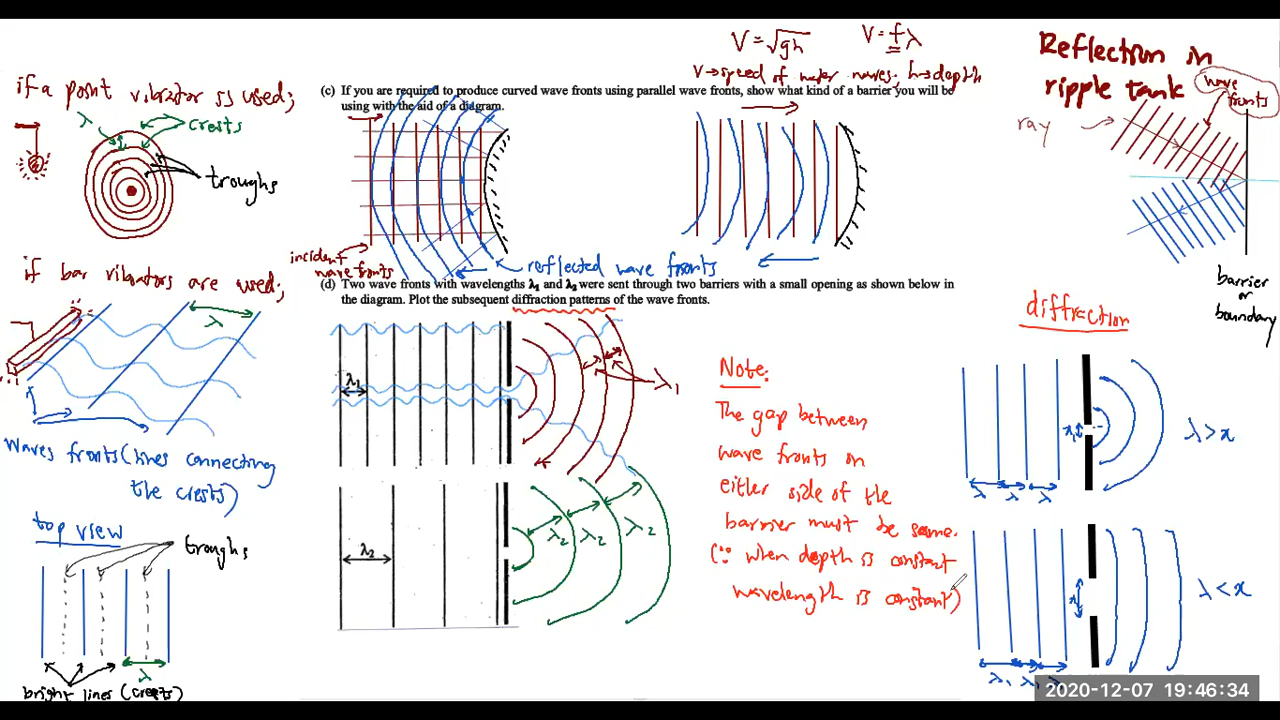 V = √gh
V = fλ
V→speed of water waves; h→depth
Reflection in
ripple tank
wave
fronts
ray
barrier
or
boundary
if a point vibrator is used;
λ
crests
troughs
(c) If you are required to produce curved wave fronts using parallel wave fronts, show what kind of a barrier you will be
using with the aid of a diagram.
incident
wave fronts
reflected wave fronts
if bar vibrators are used;
λ
Waves fronts (lines connecting
the crests)
top view
troughs
λ
bright lines (crests)
(d) Two wave fronts with wavelengths λ₁ and λ₂ were sent through two barriers with a small opening as shown below in
the diagram. Plot the subsequent diffraction patterns of the wave fronts.
λ₁
λ₁
λ₂
λ₂
λ₂
λ₂
Note:
The gap between
wave fronts on
either side of the
barrier must be same.
(∵ when depth is constant
wavelength is constant)
diffraction
x
λ λ λ
λ > x
x
λ < x
λ, λ, λ
2020-12-07 19:46:34